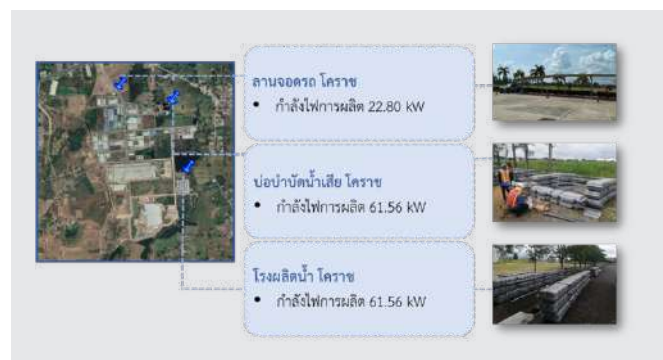 ลานจอดรถ โคราช
• กำลังไฟการผลิต 22.80 kW
บ่อบำบัดน้ำเสีย โคราช
• กำลังไฟการผลิต 61.56 kW
โรงผลิตน้ำ โคราช
• กำลังไฟการผลิต 61.56 kW